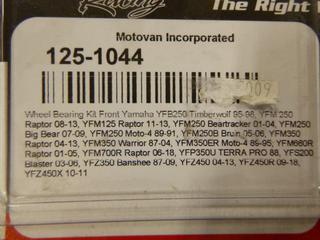 Racing
The Right
Motovan Incorporated
125-1044
009
Wheel Bearing Kit Front Yamaha YFB250 Timberwolf 95-98, YFM 250
Raptor 08-13, YFM125 Raptor 11-13, YFM250 Beartracker 01-04, YFM250
Big Bear 07-09, YFM250 Moto-4 89-91, YFM250B Bruin 05-06, YFM350
Raptor 04-13, YFM350 Warrior 87-04, YFM350ER Moto-4 89-95, YFM660R
Raptor 01-05, YFM700R Raptor 06-18, YFP350U TERRA PRO 88, YFS200
Blaster 03-06, YFZ350 Banshee 87-09, YFZ450 04-13, YFZ450R 09-18,
YFZ450X 10-11